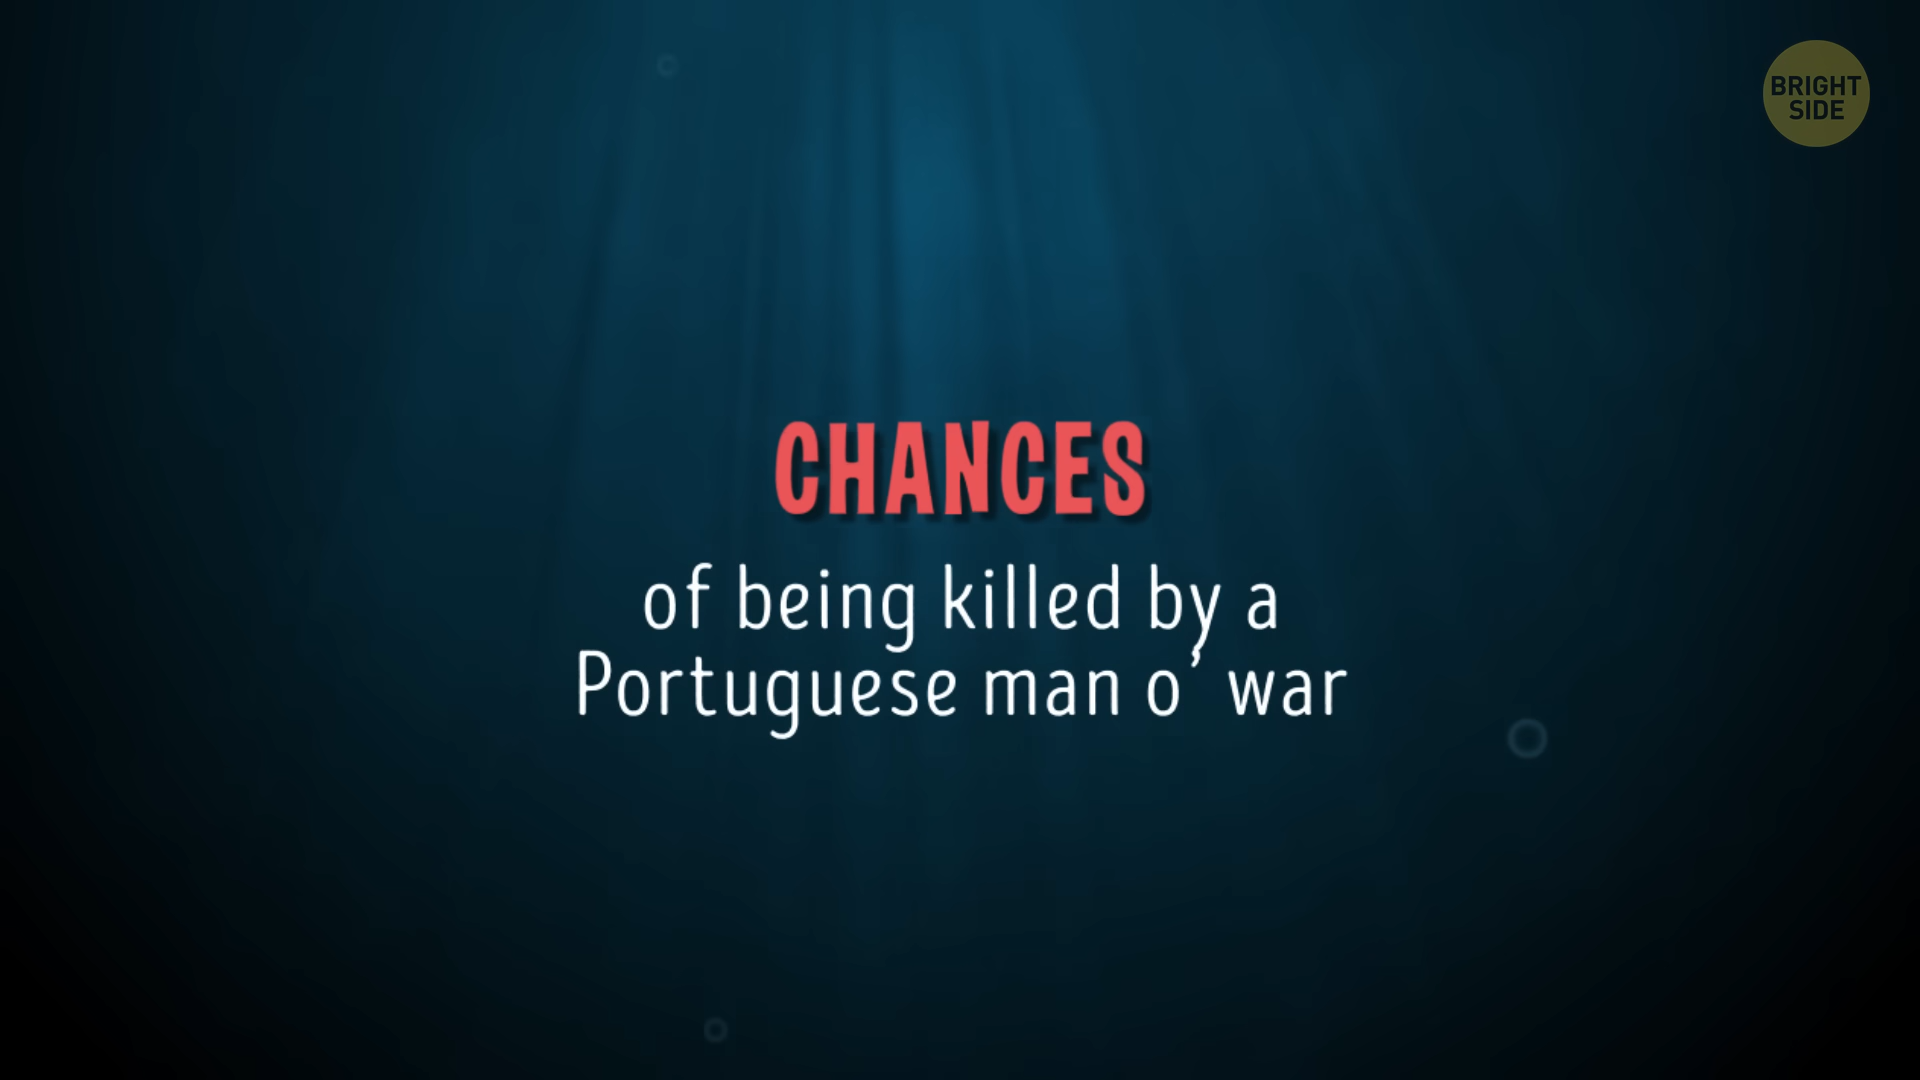 BRIGHT
SIDE
CHANCES
of being killed by a
Portuguese man o’ war